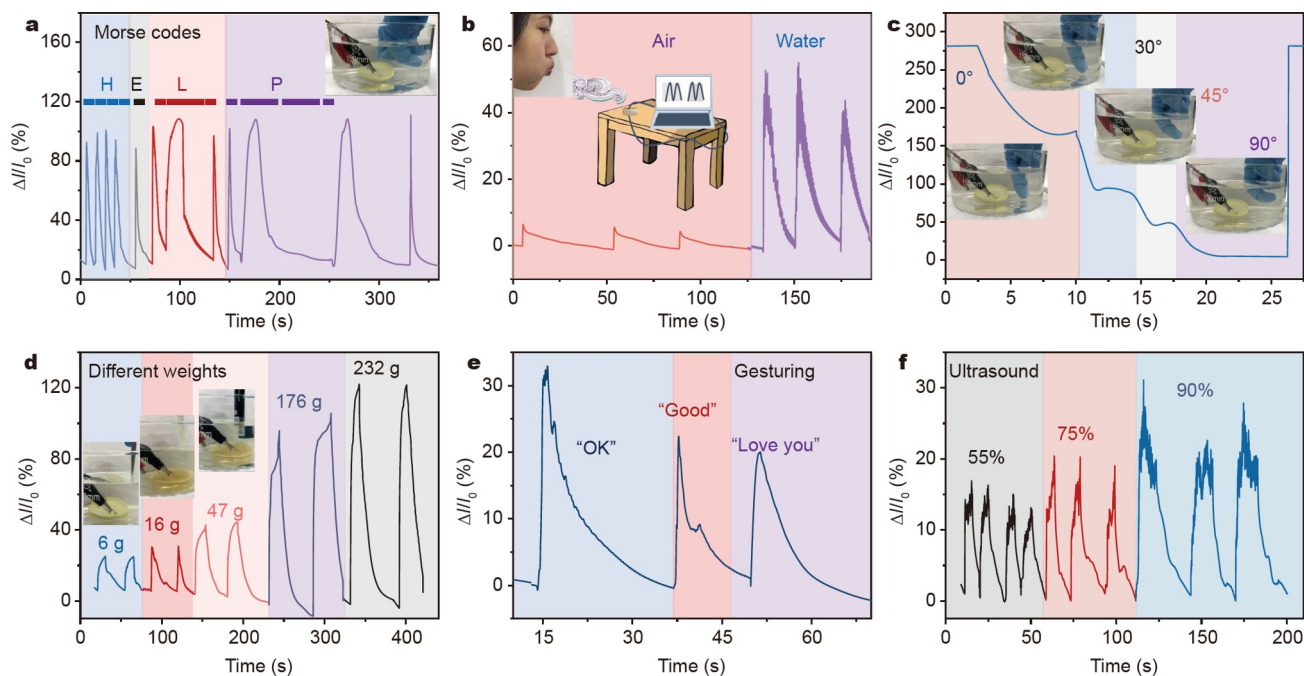 a
Morse codes
H E L P
ΔI/I₀ (%)
160
120
80
40
0
0 100 200 300
Time (s)
b
Air
Water
ΔI/I₀ (%)
60
40
20
0
0 50 100 150
Time (s)
c
0°
30°
45°
90°
ΔI/I₀ (%)
300
250
200
150
100
50
0
0 5 10 15 20 25
Time (s)
d
Different weights
6 g
16 g
47 g
176 g
232 g
ΔI/I₀ (%)
120
80
40
0
0 100 200 300 400
Time (s)
e
Gesturing
“OK”
“Good”
“Love you”
ΔI/I₀ (%)
30
20
10
0
15 30 45 60
Time (s)
f
Ultrasound
55%
75%
90%
ΔI/I₀ (%)
30
20
10
0
0 50 100 150 200
Time (s)